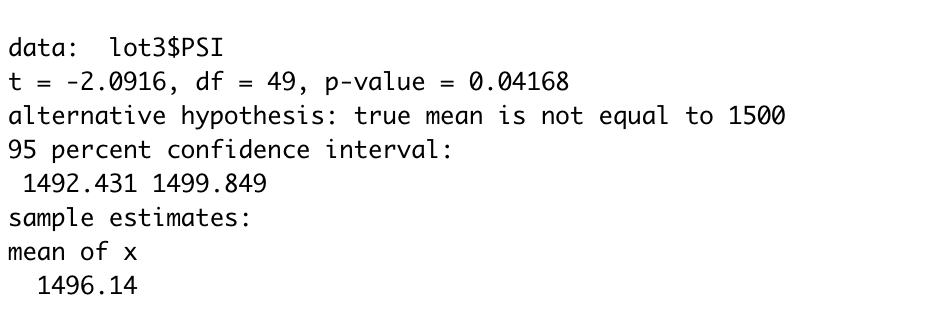 data:  lot3$PSI
t = -2.0916, df = 49, p-value = 0.04168
alternative hypothesis: true mean is not equal to 1500
95 percent confidence interval:
 1492.431 1499.849
sample estimates:
mean of x
  1496.14